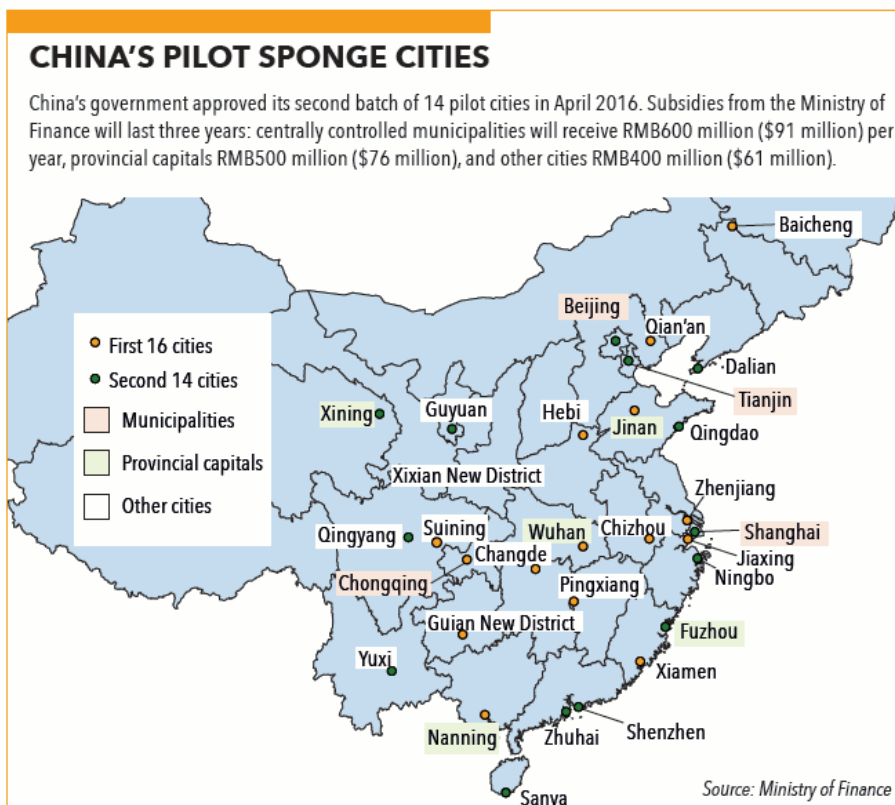 CHINA'S PILOT SPONGE CITIES
China's government approved its second batch of 14 pilot cities in April 2016. Subsidies from the Ministry of
Finance will last three years: centrally controlled municipalities will receive RMB600 million ($91 million) per
year, provincial capitals RMB500 million ($76 million), and other cities RMB400 million ($61 million).
Baicheng
Beijing
Qian'an
First 16 cities
Second 14 cities
Municipalities
Provincial capitals
Other cities
Dalian
Tianjin
Xining
Guyuan
Hebi
Jinan
Qingdao
Xixian New District
Zhenjiang
Qingyang
Suining
Wuhan
Chizhou
Shanghai
Changde
Jiaxing
Chongqing
Pingxiang
Ningbo
Guian New District
Fuzhou
Yuxi
Xiamen
Nanning
Zhuhai
Shenzhen
Sanya
Source: Ministry of Finance